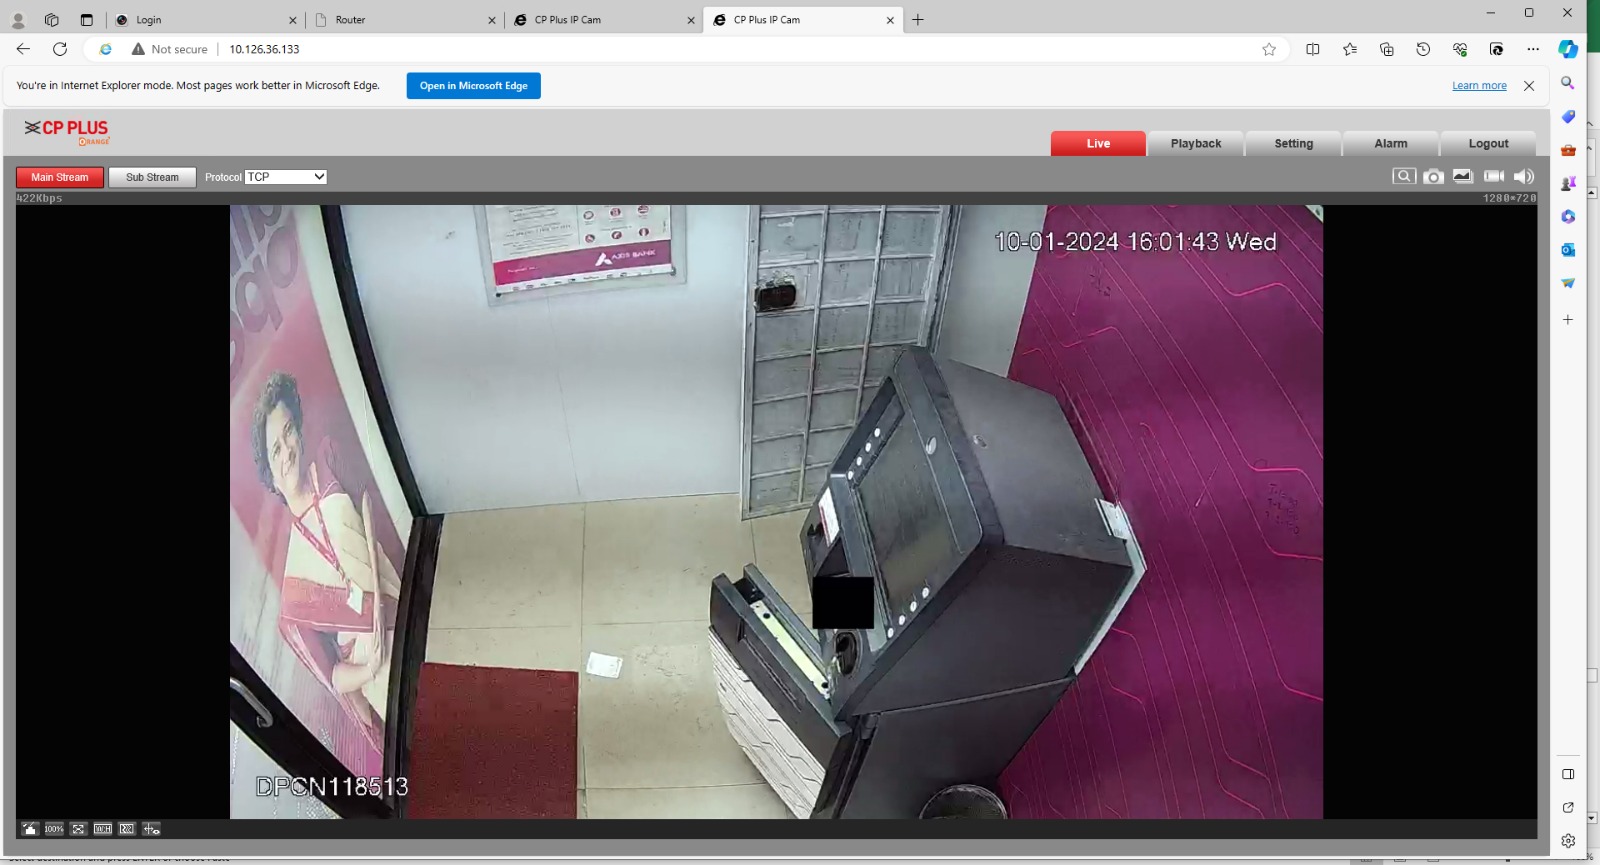 Login
Router
CP Plus IP Cam
CP Plus IP Cam
Not secure
10.126.36.133
You're in Internet Explorer mode. Most pages work better in Microsoft Edge.
Open in Microsoft Edge
Learn more
CP PLUS
ORANGE
Live
Playback
Setting
Alarm
Logout
Main Stream
Sub Stream
Protocol
TCP
422Kbps
1280*720
AXIS BANK
10-01-2024 16:01:43 Wed
DPCN118513
100%